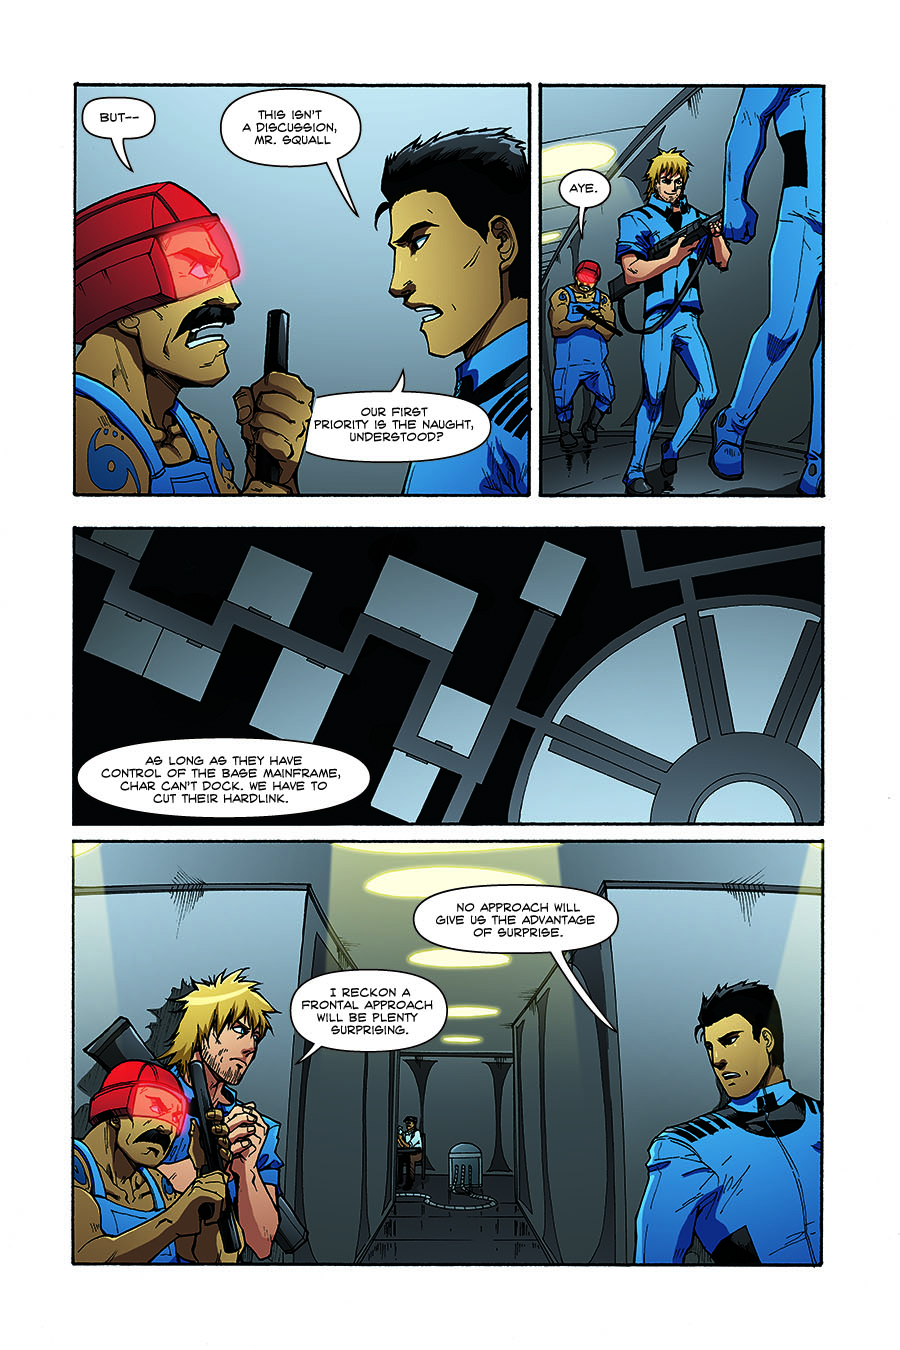 BUT--
THIS ISN'T
A DISCUSSION,
MR. SQUALL
OUR FIRST
PRIORITY IS THE NAUGHT,
UNDERSTOOD?
AYE.
AS LONG AS THEY HAVE
CONTROL OF THE BASE MAINFRAME,
CHAR CAN'T DOCK. WE HAVE TO
CUT THEIR HARDLINK.
NO APPROACH WILL
GIVE US THE ADVANTAGE
OF SURPRISE.
I RECKON A
FRONTAL APPROACH
WILL BE PLENTY
SURPRISING.